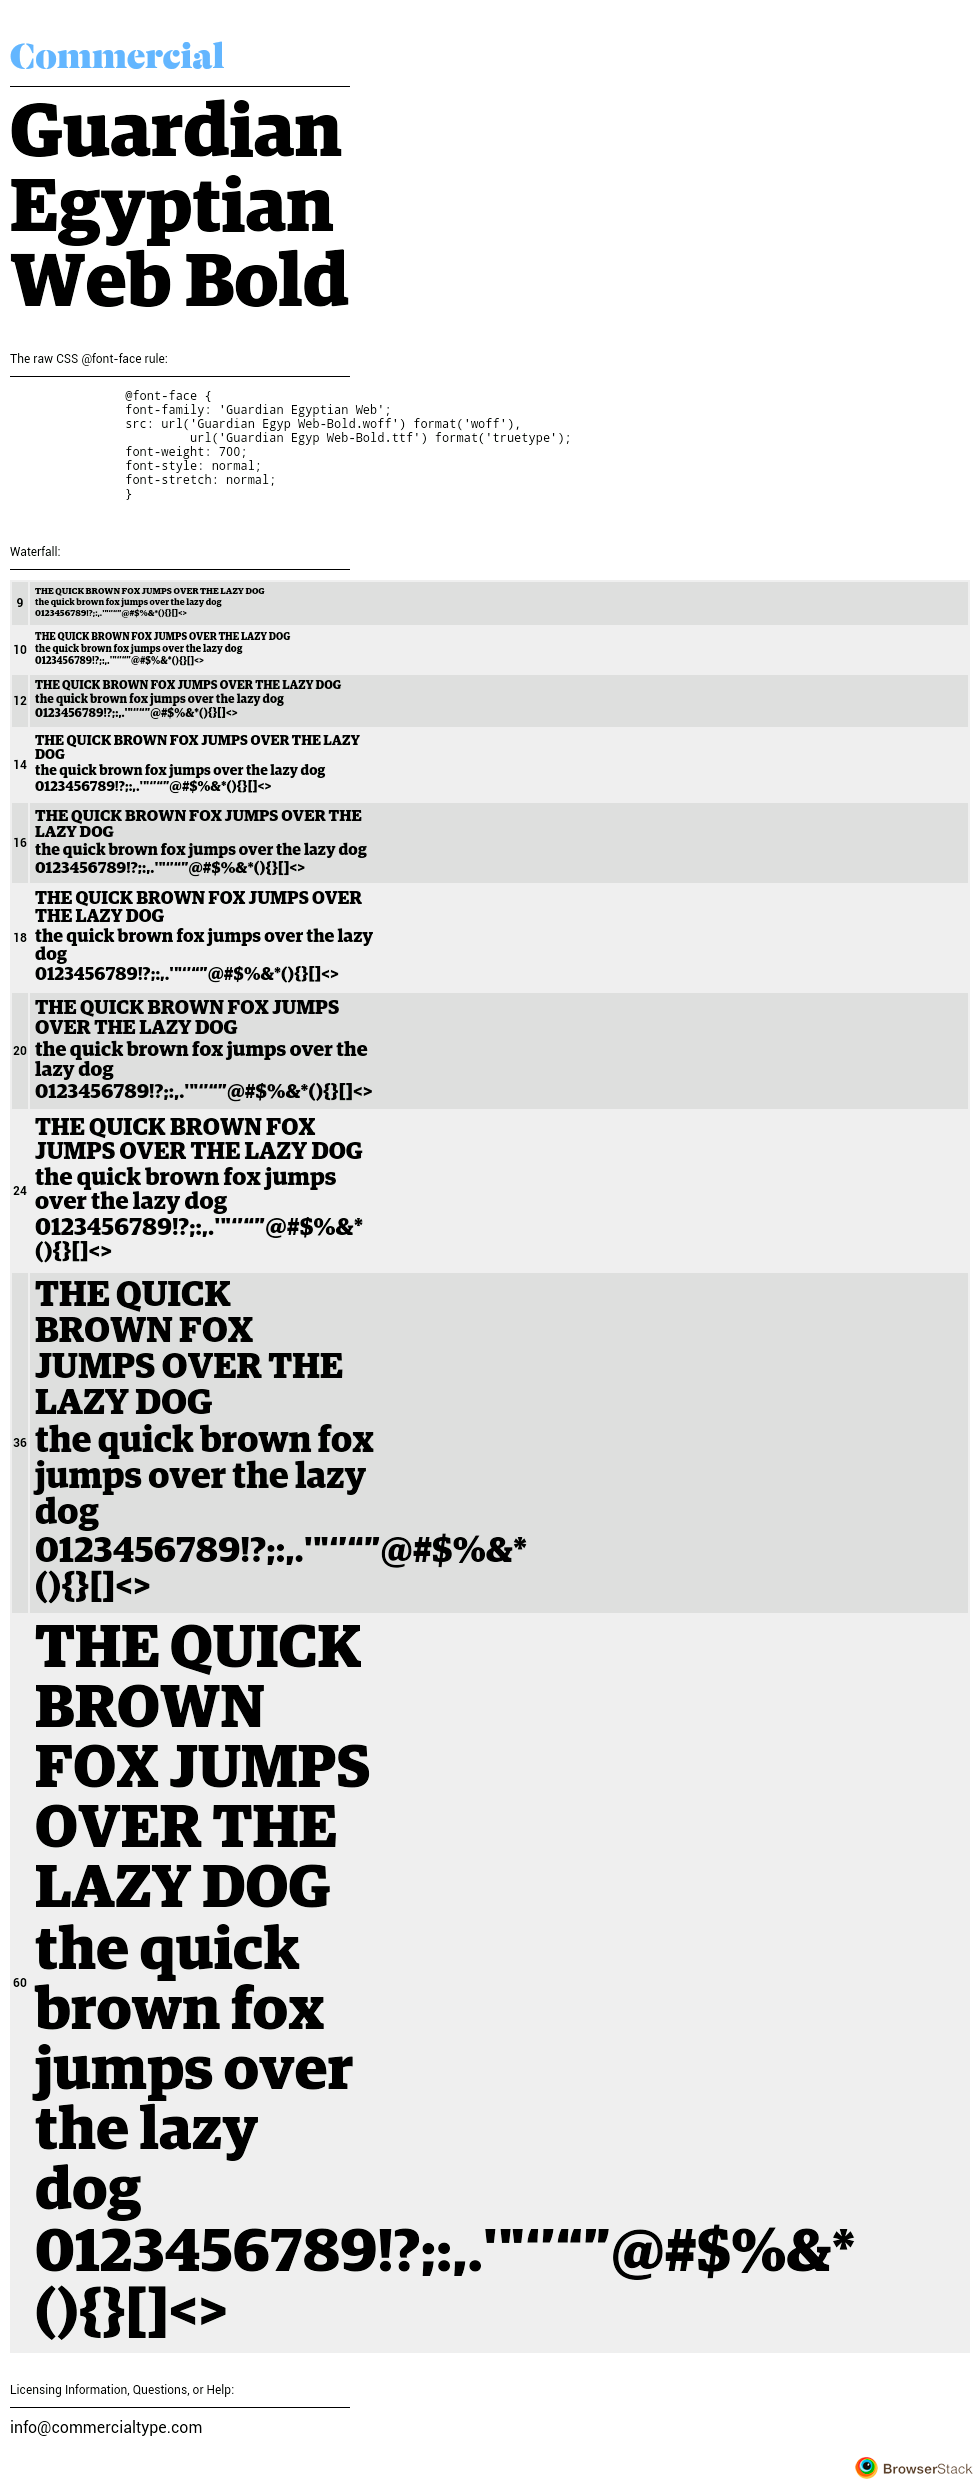 Commercial
Guardian
Egyptian
Web Bold
The raw CSS @font-face rule:
@font-face {
font-family: 'Guardian Egyptian Web';
src: url('Guardian Egyp Web-Bold.woff') format('woff'),
url('Guardian Egyp Web-Bold.ttf') format('truetype');
font-weight: 700;
font-style: normal;
font-stretch: normal;
}
Waterfall:
9
THE QUICK BROWN FOX JUMPS OVER THE LAZY DOG
the quick brown fox jumps over the lazy dog
0123456789!?;:,.'"‘’“”@#$%&*(){}[]<>
10
THE QUICK BROWN FOX JUMPS OVER THE LAZY DOG
the quick brown fox jumps over the lazy dog
0123456789!?;:,.'"‘’“”@#$%&*(){}[]<>
12
THE QUICK BROWN FOX JUMPS OVER THE LAZY DOG
the quick brown fox jumps over the lazy dog
0123456789!?;:,.'"‘’“”@#$%&*(){}[]<>
14
THE QUICK BROWN FOX JUMPS OVER THE LAZY
DOG
the quick brown fox jumps over the lazy dog
0123456789!?;:,.'"‘’“”@#$%&*(){}[]<>
16
THE QUICK BROWN FOX JUMPS OVER THE
LAZY DOG
the quick brown fox jumps over the lazy dog
0123456789!?;:,.'"‘’“”@#$%&*(){}[]<>
18
THE QUICK BROWN FOX JUMPS OVER
THE LAZY DOG
the quick brown fox jumps over the lazy
dog
0123456789!?;:,.'"‘’“”@#$%&*(){}[]<>
20
THE QUICK BROWN FOX JUMPS
OVER THE LAZY DOG
the quick brown fox jumps over the
lazy dog
0123456789!?;:,.'"‘’“”@#$%&*(){}[]<>
24
THE QUICK BROWN FOX
JUMPS OVER THE LAZY DOG
the quick brown fox jumps
over the lazy dog
0123456789!?;:,.'"‘’“”@#$%&*
(){}[]<>
36
THE QUICK
BROWN FOX
JUMPS OVER THE
LAZY DOG
the quick brown fox
jumps over the lazy
dog
0123456789!?;:,.'"‘’“”@#$%&*
(){}[]<>
60
THE QUICK
BROWN
FOX JUMPS
OVER THE
LAZY DOG
the quick
brown fox
jumps over
the lazy
dog
0123456789!?;:,.'"‘’“”@#$%&*
(){}[]<>
Licensing Information, Questions, or Help:
info@commercialtype.com
BrowserStack